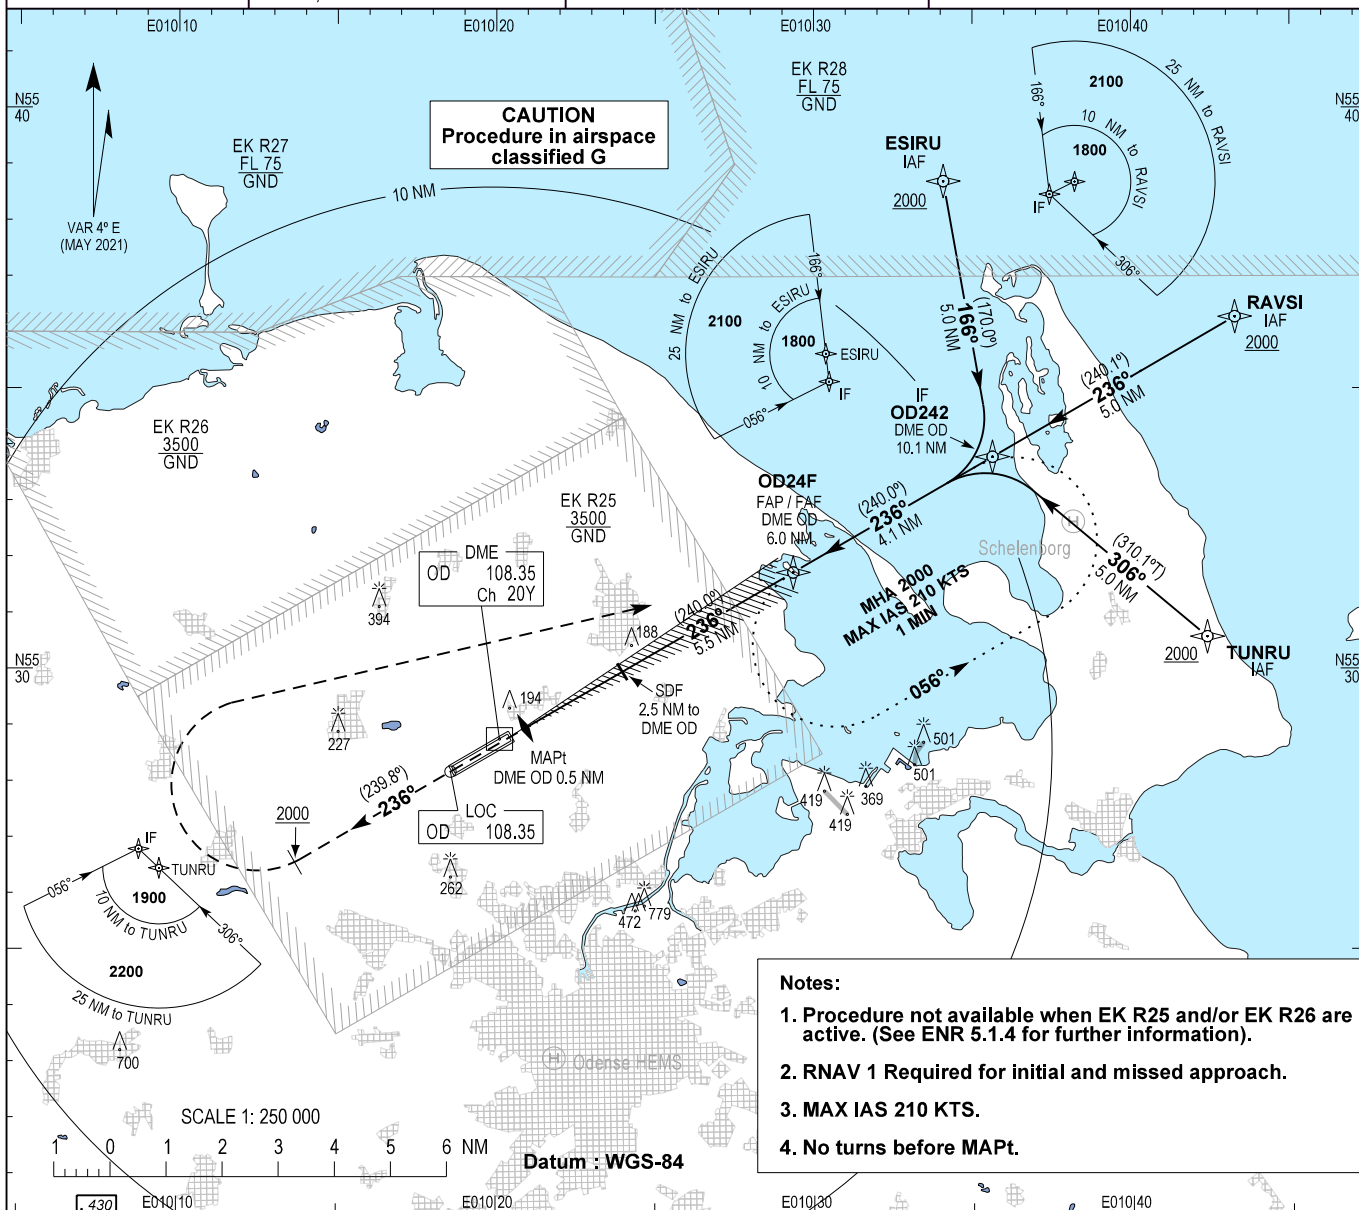 E010|10
E010|20
E010|30
E010|40
N55
40
N55
40
VAR 4° E
(MAY 2021)
EK R27
FL 75
GND
CAUTION
Procedure in airspace
classified G
EK R28
FL 75
GND
10 NM
ESIRU
IAF
2000
166°
2100
25 NM to RAVSI
10 NM to RAVSI
1800
IF
306°
166°
25 NM to ESIRU
2100
10 NM to ESIRU
1800
ESIRU
IF
056°
(170.0°)
166°
5.0 NM
RAVSI
IAF
2000
(240.1°)
236°
5.0 NM
IF
OD242
DME OD
10.1 NM
EK R26
3500
GND
EK R25
3500
GND
OD24F
FAP / FAF
DME OD
6.0 NM
(240.0°)
236°
4.1 NM
Schelenborg
H
(310.1°T)
306°
5.0 NM
MHA 2000
MAX IAS 210 KTS
1 MIN
DME
OD 108.35
Ch 20Y
394
188
(240.0°)
236°
5.5 NM
N55
30
N55
30
2000
TUNRU
IAF
056°
SDF
2.5 NM to
DME OD
194
227
MAPt
DME OD 0.5 NM
501
501
369
419
419
(239.8°)
236°
2000
LOC
OD 108.35
IF
TUNRU
056°
1900
10 NM to TUNRU
306°
2200
25 NM to TUNRU
262
472
779
700
H Odense HEMS
Notes:
1. Procedure not available when EK R25 and/or EK R26 are
active. (See ENR 5.1.4 for further information).
2. RNAV 1 Required for initial and missed approach.
3. MAX IAS 210 KTS.
4. No turns before MAPt.
SCALE 1: 250 000
1 0 1 2 3 4 5 6 NM
Datum : WGS-84
430
E010|10
E010|20
E010|30
E010|40